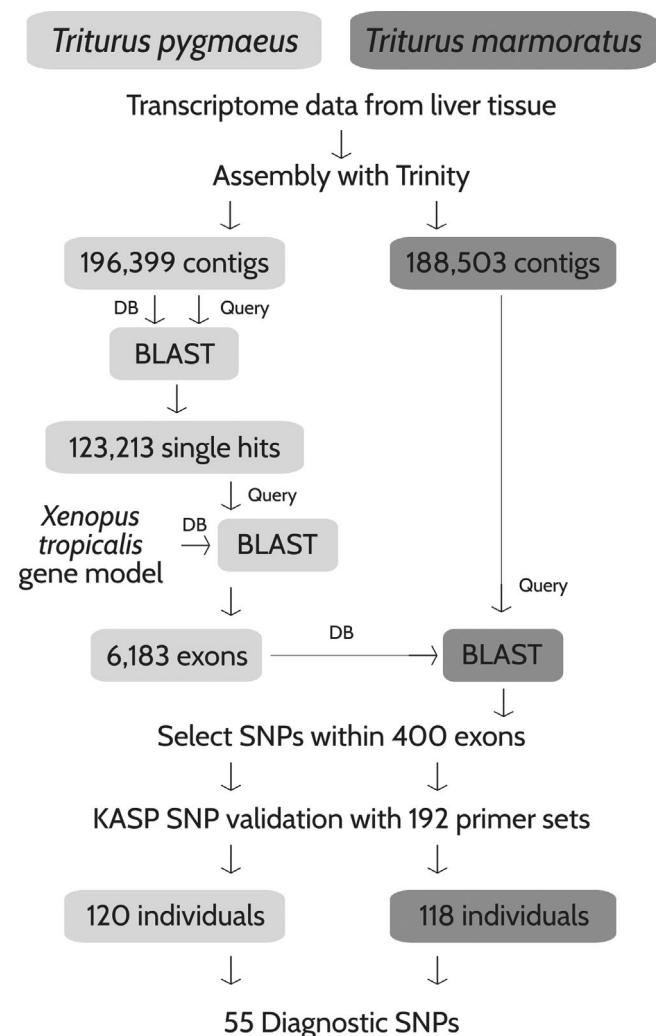 Triturus pygmaeus
Triturus marmoratus
Transcriptome data from liver tissue
Assembly with Trinity
196,399 contigs
188,503 contigs
DB
Query
BLAST
123,213 single hits
Query
Xenopus
tropicalis
gene model
DB
BLAST
Query
6,183 exons
DB
BLAST
Select SNPs within 400 exons
KASP SNP validation with 192 primer sets
120 individuals
118 individuals
55 Diagnostic SNPs